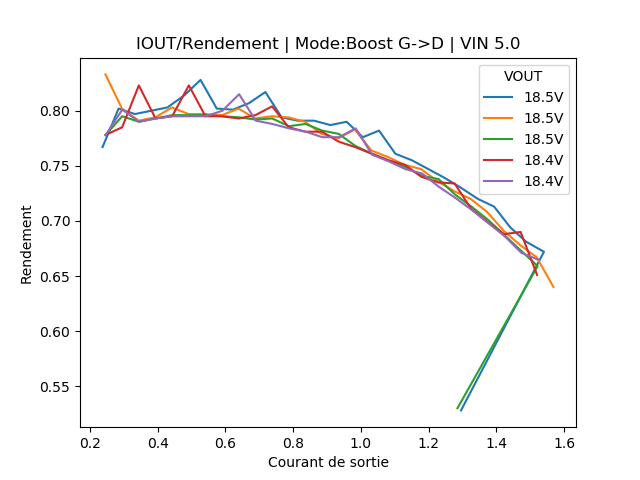 IOUT/Rendement | Mode:Boost G->D | VIN 5.0
VOUT
18.5V
18.5V
18.5V
18.4V
18.4V
Rendement
0.80
0.75
0.70
0.65
0.60
0.55
0.2 0.4 0.6 0.8 1.0 1.2 1.4 1.6
Courant de sortie